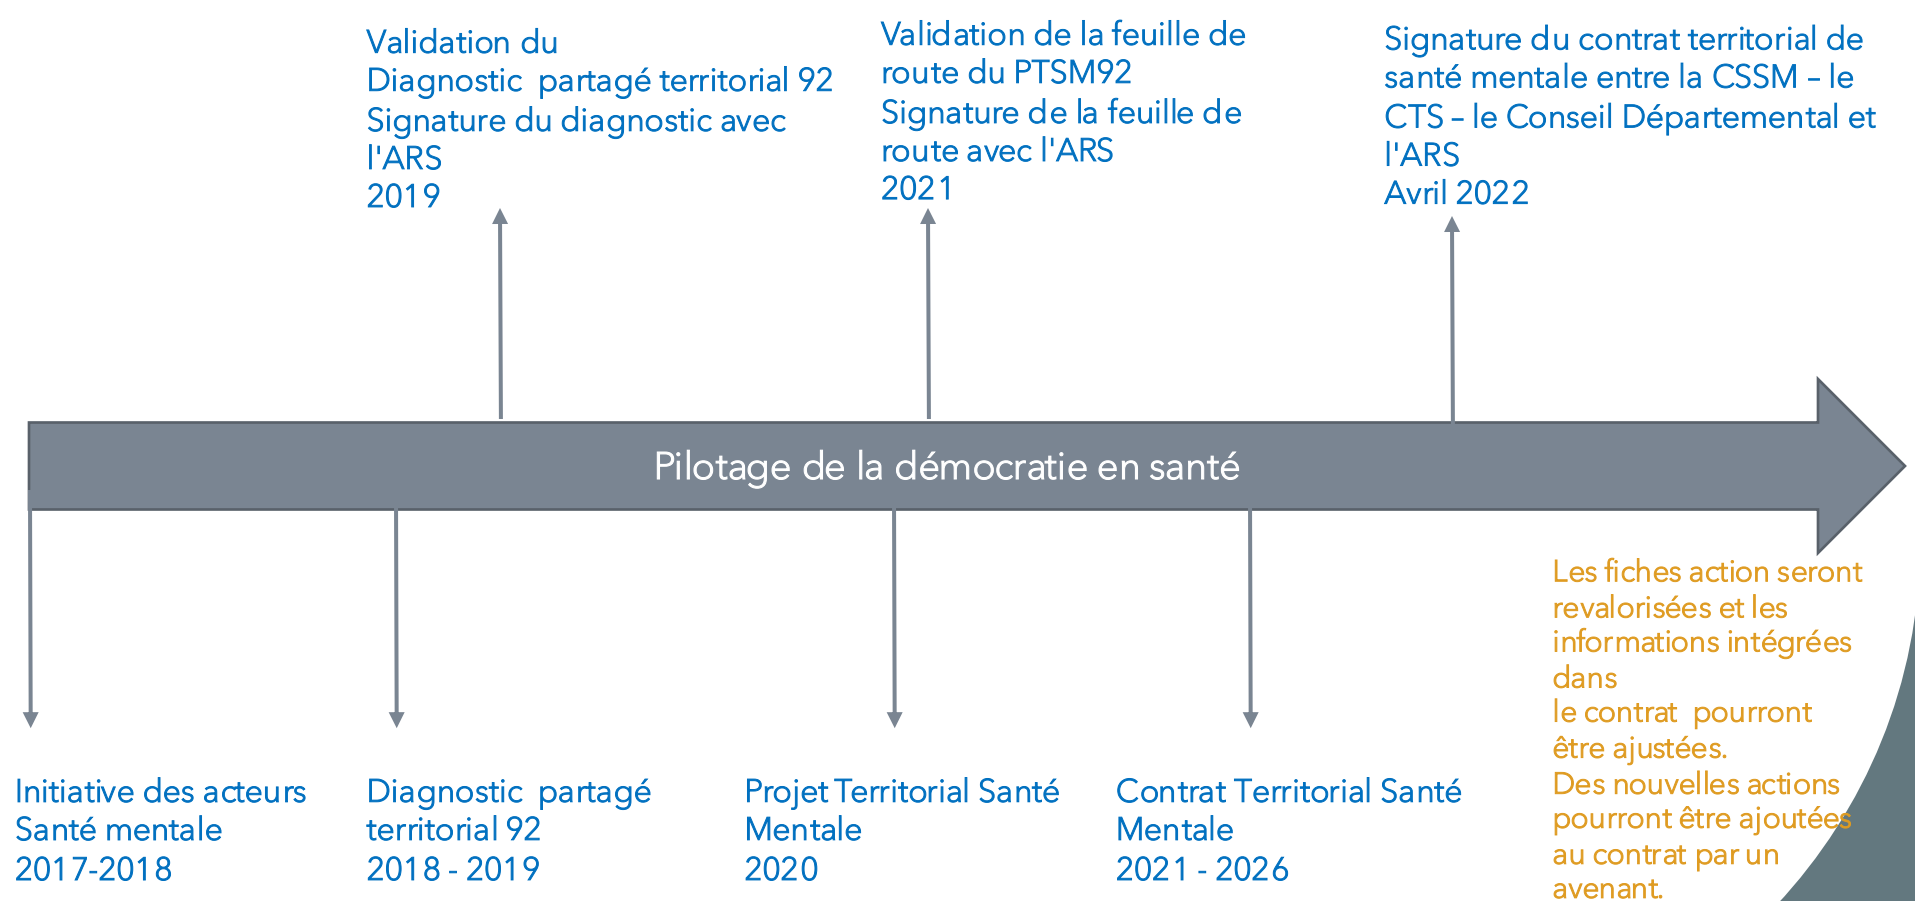 Validation du
Diagnostic  partagé territorial 92
Signature du diagnostic avec
l'ARS
2019
Validation de la feuille de
route du PTSM92
Signature de la feuille de
route avec l'ARS
2021
Signature du contrat territorial de
santé mentale entre la CSSM – le
CTS – le Conseil Départemental et
l'ARS
Avril 2022
Pilotage de la démocratie en santé
Initiative des acteurs
Santé mentale
2017-2018
Diagnostic  partagé
territorial 92
2018 - 2019
Projet Territorial Santé
Mentale
2020
Contrat Territorial Santé
Mentale
2021 - 2026
Les fiches action seront
revalorisées et les
informations intégrées
dans
le contrat  pourront
être ajustées.
Des nouvelles actions
pourront être ajoutées
au contrat par un
avenant.